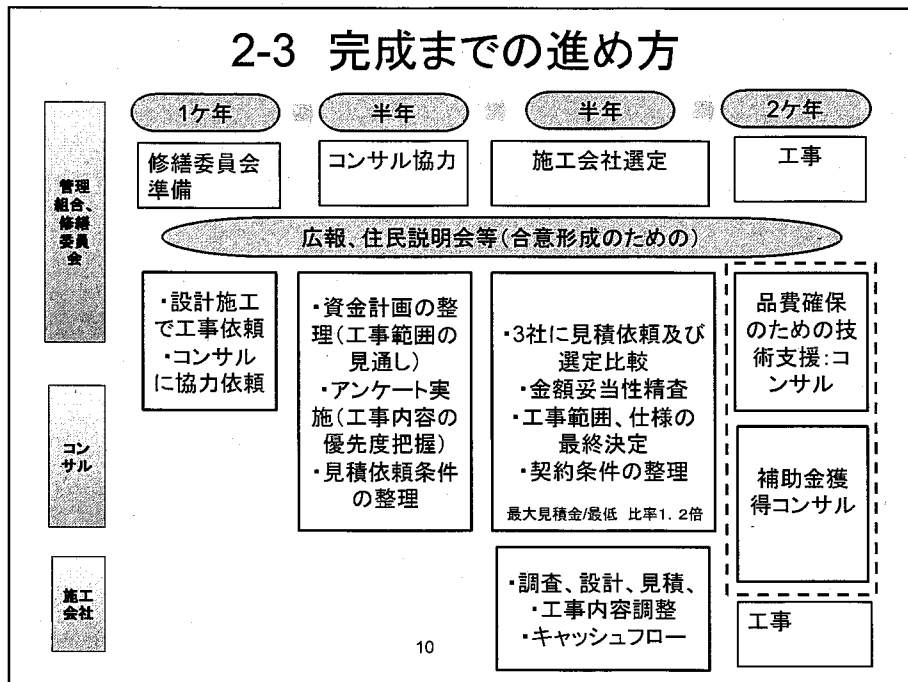 2-3 完成までの進め方
1ケ年
半年
半年
2ケ年
管理
組合、
修繕
委員
会
修繕委員会
準備
コンサル協力
施工会社選定
工事
広報、住民説明会等(合意形成のための)
・設計施工
で工事依頼
・コンサル
に協力依頼
・資金計画の整
理(工事範囲の
見通し)
・アンケート実
施(工事内容の
優先度把握)
・見積依頼条件
の整理
・3社に見積依頼及び
選定比較
・金額妥当性精査
・工事範囲、仕様の
最終決定
・契約条件の整理
最大見積金/最低 比率1.2倍
品費確保
のための技
術支援:コ
ンサル
コン
サル
補助金獲
得コンサル
施工
会社
・調査、設計、見積、
・工事内容調整
・キャッシュフロー
工事
10